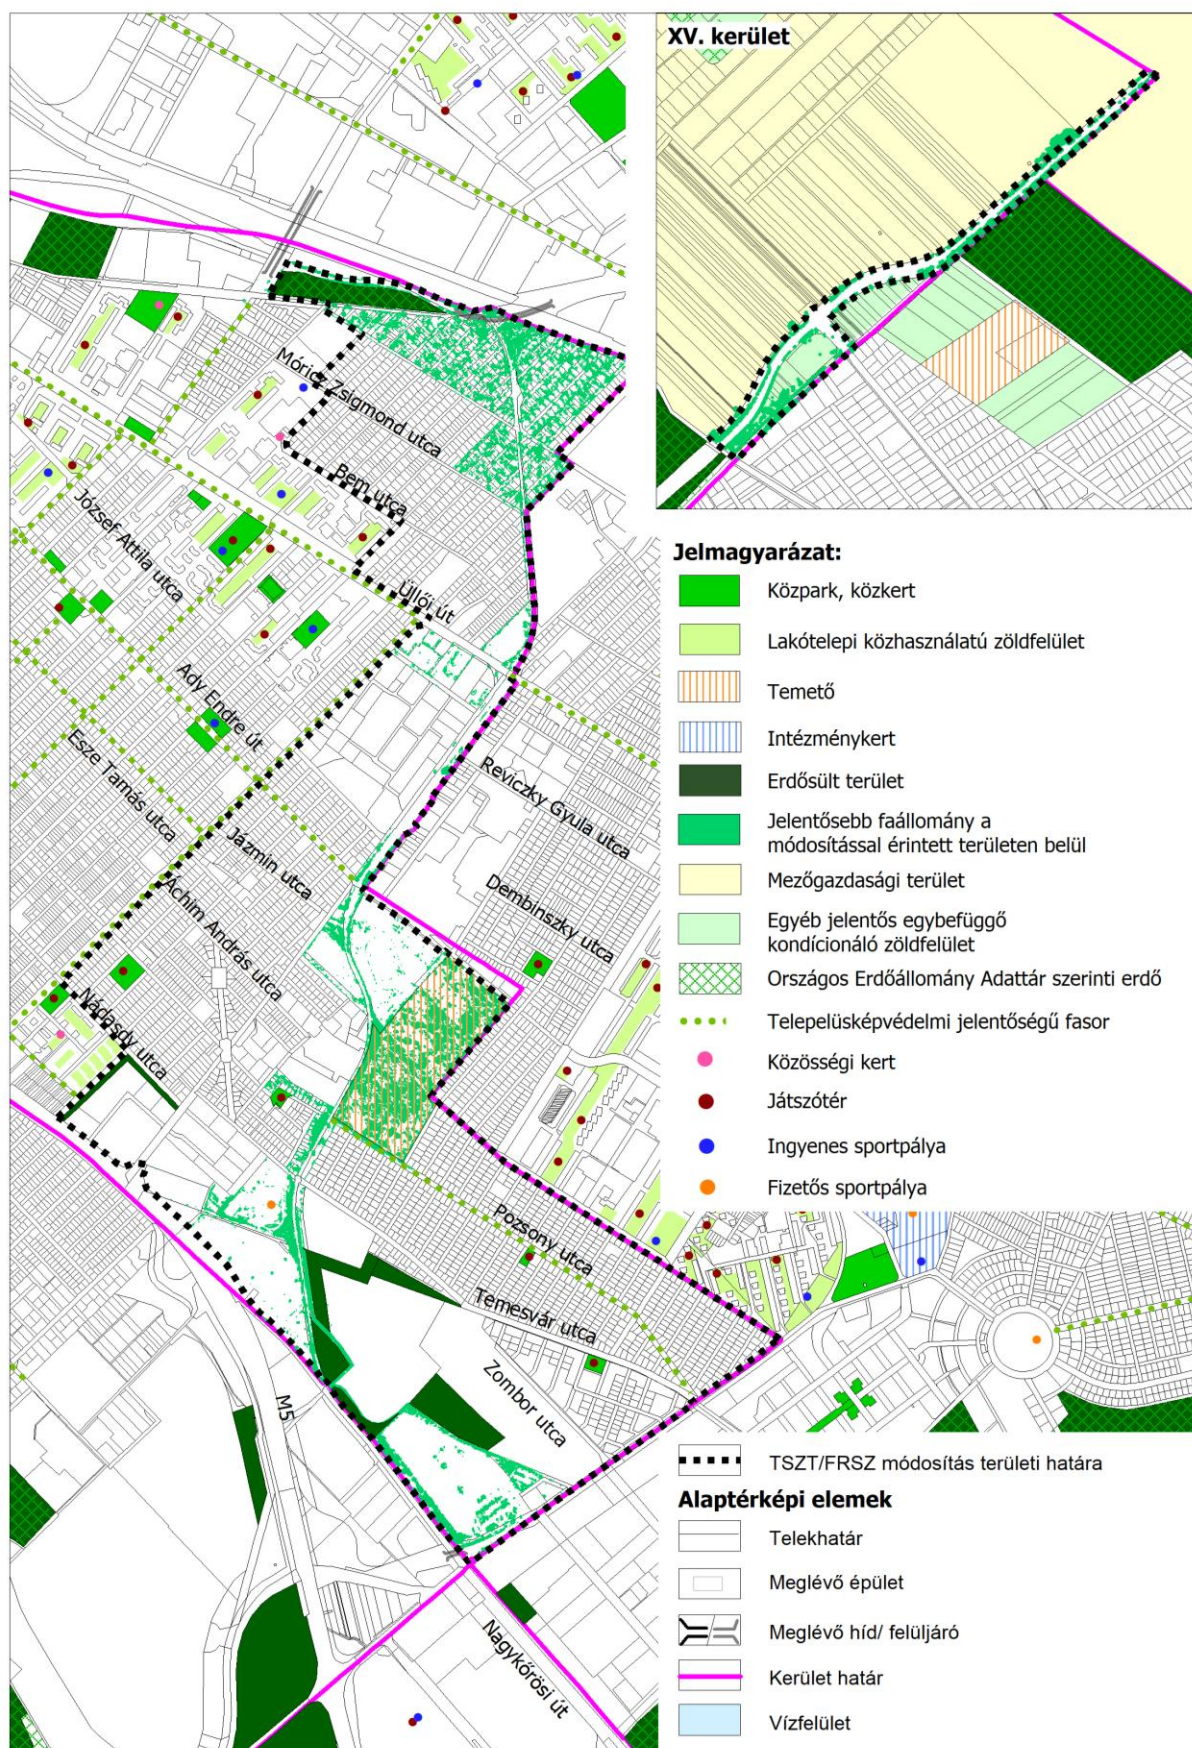 XV. kerület
Móricz Zsigmond utca
Bem utca
József Attila utca
Üllői út
Ady Endre út
Esze Tamás utca
Jázmin utca
Achim András utca
Nádasdy utca
Reviczky Gyula utca
Dembinszky utca
Pozsony utca
Temesvár utca
Zombor utca
M5
Nagykőrösi út
Jelmagyarázat:
Közpark, közkert
Lakótelepi közhasználatú zöldfelület
Temető
Intézménykert
Erdősült terület
Jelentősebb faállomány a
módosítással érintett területen belül
Mezőgazdasági terület
Egyéb jelentős egybefüggő
kondícionáló zöldfelület
Országos Erdőállomány Adattár szerinti erdő
Telepelüsképvédelmi jelentőségű fasor
Közösségi kert
Játszótér
Ingyenes sportpálya
Fizetős sportpálya
TSZT/FRSZ módosítás területi határa
Alaptérképi elemek
Telekhatár
Meglévő épület
Meglévő híd/ felüljáró
Kerület határ
Vízfelület